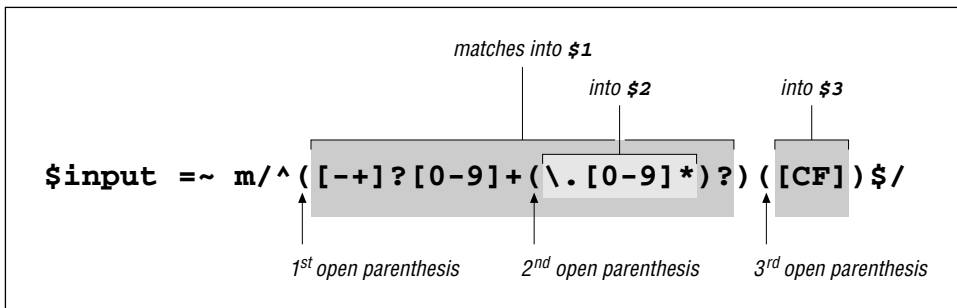 matches into $1
into $2 into $3
$input =~ m/^([-+]?[0-9]+(\.[0-9]*)?)([CF])$/
1st open parenthesis 2nd open parenthesis 3rd open parenthesis